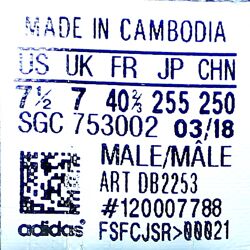 MADE IN CAMBODIA
US UK FR JP CHN
7½ 7 40⅔ 255 250
SGC 753002 03/18
MALE/MÂLE
ART DB2253
#120007788
adidas FSFCJSR>00021